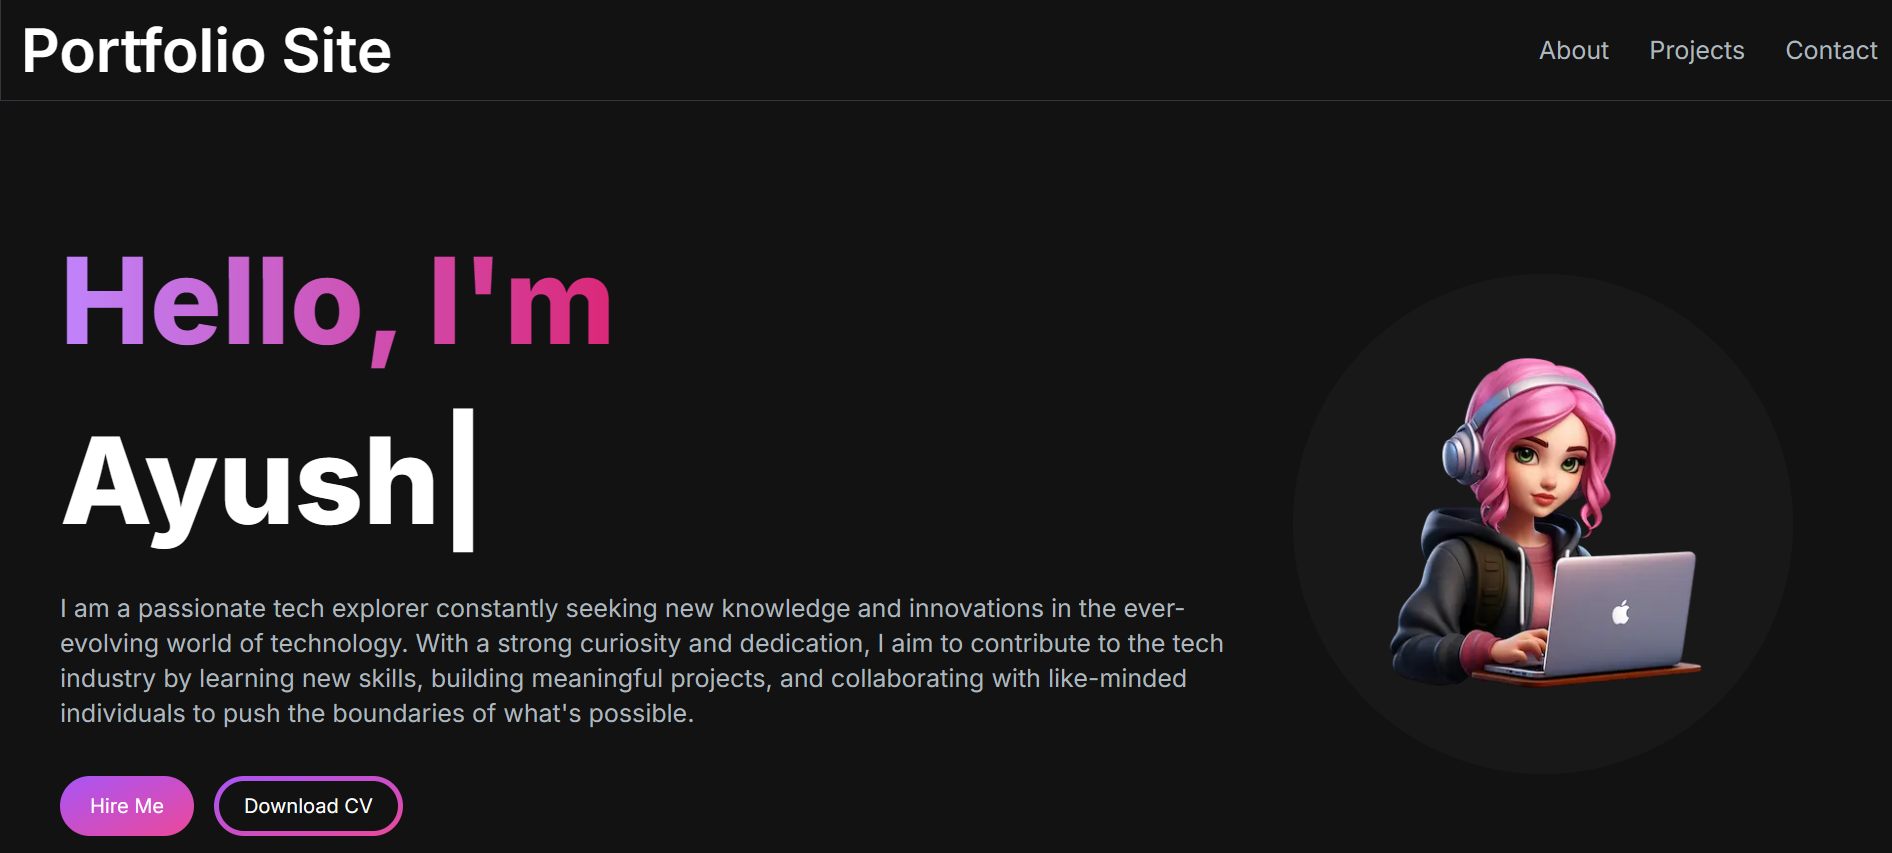 Portfolio Site
About Projects Contact
Hello, I'm
Ayush|
I am a passionate tech explorer constantly seeking new knowledge and innovations in the ever-
evolving world of technology. With a strong curiosity and dedication, I aim to contribute to the tech
industry by learning new skills, building meaningful projects, and collaborating with like-minded
individuals to push the boundaries of what's possible.
Hire Me Download CV